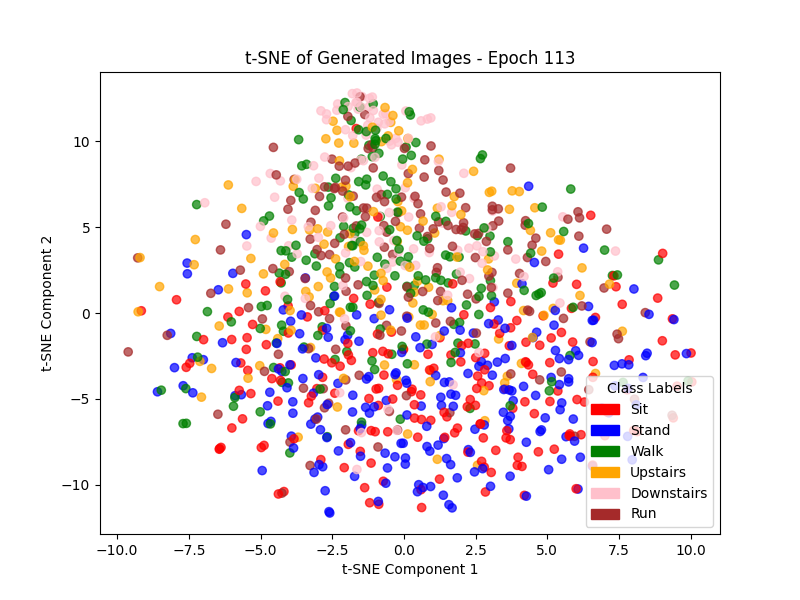 t-SNE of Generated Images - Epoch 113
t-SNE Component 2
10
5
0
−5
−10
−10.0 −7.5 −5.0 −2.5 0.0 2.5 5.0 7.5 10.0
t-SNE Component 1
Class Labels
Sit
Stand
Walk
Upstairs
Downstairs
Run